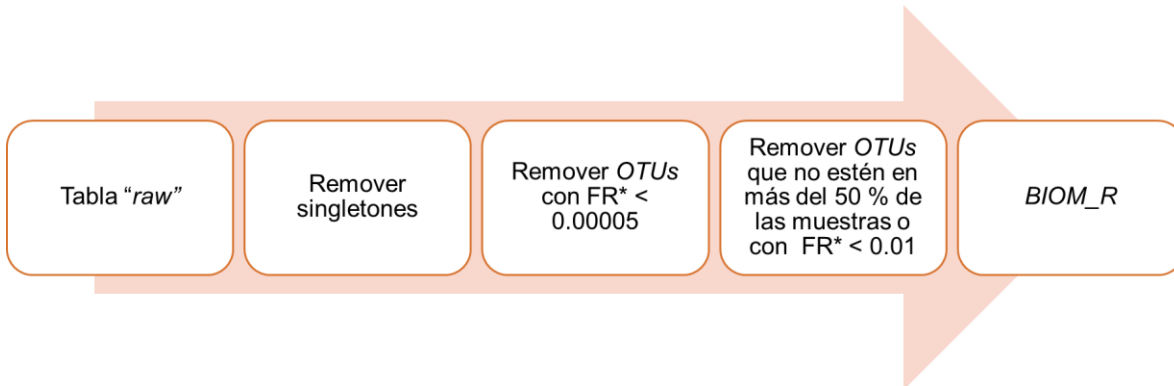 Tabla “raw”
Remover
singletones
Remover OTUs
con FR* <
0.00005
Remover OTUs
que no estén en
más del 50 % de
las muestras o
con FR* < 0.01
BIOM_R